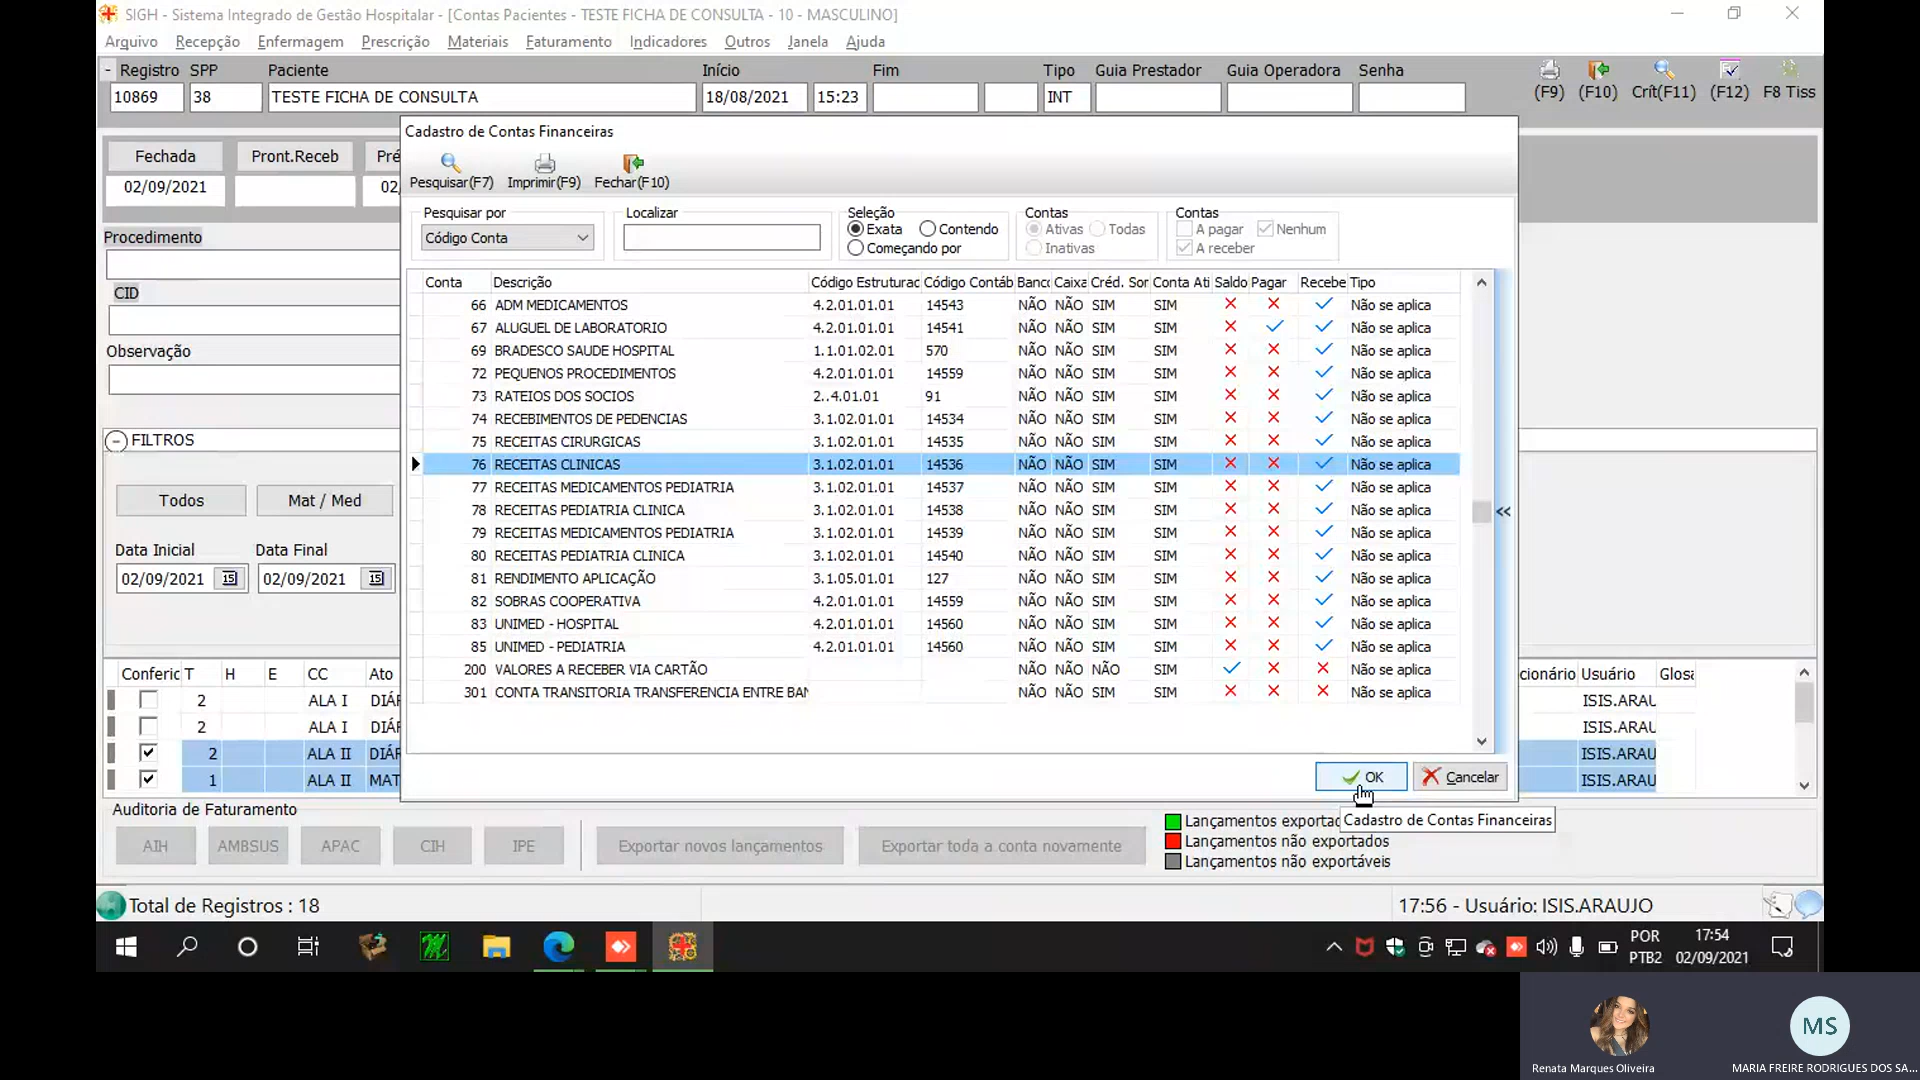 SIGH - Sistema Integrado de Gestão Hospitalar - [Contas Pacientes - TESTE FICHA DE CONSULTA - 10 - MASCULINO]
Arquivo Recepção Enfermagem Prescrição Materiais Faturamento Indicadores Outros Janela Ajuda
- Registro SPP Paciente Início Fim Tipo Guia Prestador Guia Operadora Senha
10869 38 TESTE FICHA DE CONSULTA 18/08/2021 15:23 INT
(F9) (F10) Crít(F11) (F12) F8 Tiss
Fechada Pront.Receb Pré
02/09/2021 02/
Procedimento
CID
Observação
FILTROS
Todos Mat / Med
Data Inicial Data Final
02/09/2021 15 02/09/2021 15
Cadastro de Contas Financeiras
Pesquisar(F7) Imprimir(F9) Fechar(F10)
Pesquisar por Localizar Seleção Contas Contas
Código Conta Exata Contendo Ativas Todas A pagar Nenhum
Começando por Inativas A receber
Conta Descrição Código Estruturac Código Contáb Banco Caixa Créd. Sor Conta Ati Saldo Pagar Recebe Tipo
66 ADM MEDICAMENTOS 4.2.01.01.01 14543 NÃO NÃO SIM SIM Não se aplica
67 ALUGUEL DE LABORATORIO 4.2.01.01.01 14541 NÃO NÃO SIM SIM Não se aplica
69 BRADESCO SAUDE HOSPITAL 1.1.01.02.01 570 NÃO NÃO SIM SIM Não se aplica
72 PEQUENOS PROCEDIMENTOS 4.2.01.01.01 14559 NÃO NÃO SIM SIM Não se aplica
73 RATEIOS DOS SOCIOS 2..4.01.01 91 NÃO NÃO SIM SIM Não se aplica
74 RECEBIMENTOS DE PEDENCIAS 3.1.02.01.01 14534 NÃO NÃO SIM SIM Não se aplica
75 RECEITAS CIRURGICAS 3.1.02.01.01 14535 NÃO NÃO SIM SIM Não se aplica
76 RECEITAS CLINICAS 3.1.02.01.01 14536 NÃO NÃO SIM SIM Não se aplica
77 RECEITAS MEDICAMENTOS PEDIATRIA 3.1.02.01.01 14537 NÃO NÃO SIM SIM Não se aplica
78 RECEITAS PEDIATRIA CLINICA 3.1.02.01.01 14538 NÃO NÃO SIM SIM Não se aplica
79 RECEITAS MEDICAMENTOS PEDIATRIA 3.1.02.01.01 14539 NÃO NÃO SIM SIM Não se aplica
80 RECEITAS PEDIATRIA CLINICA 3.1.02.01.01 14540 NÃO NÃO SIM SIM Não se aplica
81 RENDIMENTO APLICAÇÃO 3.1.05.01.01 127 NÃO NÃO SIM SIM Não se aplica
82 SOBRAS COOPERATIVA 4.2.01.01.01 14559 NÃO NÃO SIM SIM Não se aplica
83 UNIMED - HOSPITAL 4.2.01.01.01 14560 NÃO NÃO SIM SIM Não se aplica
85 UNIMED - PEDIATRIA 4.2.01.01.01 14560 NÃO NÃO SIM SIM Não se aplica
200 VALORES A RECEBER VIA CARTÃO NÃO NÃO NÃO SIM Não se aplica
301 CONTA TRANSITORIA TRANSFERENCIA ENTRE BAN NÃO NÃO SIM SIM Não se aplica
<<
OK Cancelar
Cadastro de Contas Financeiras
Conferic T H E CC Ato cionário Usuário Glosa
2 ALA I DIÁF ISIS.ARAU
2 ALA I DIÁF ISIS.ARAU
2 ALA II DIÁF ISIS.ARAU
1 ALA II MAT ISIS.ARAU
Auditoria de Faturamento
AIH AMBSUS APAC CIH IPE Exportar novos lançamentos Exportar toda a conta novamente
Lançamentos exportad
Lançamentos não exportados
Lançamentos não exportáveis
Total de Registros : 18 17:56 - Usuário: ISIS.ARAUJO
POR 17:54
PTB2 02/09/2021
MS
Renata Marques Oliveira MARIA FREIRE RODRIGUES DOS SA...